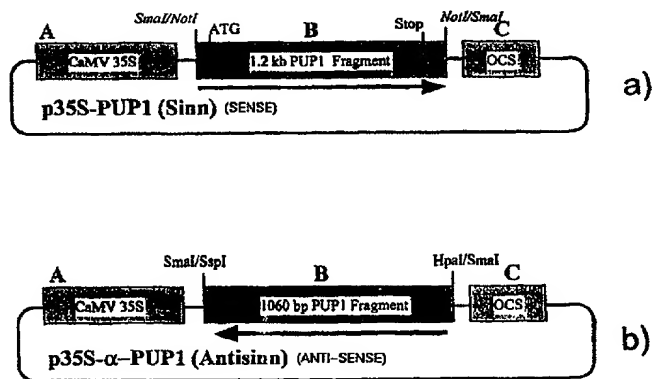 SmaI/NotI
NotI/SmaI
A
B
C
ATG
Stop
CaMV 35S
1.2 kb PUP1 Fragment
OCS
a)
p35S-PUP1 (Sinn) (SENSE)
SmaI/SspI
HpaI/SmaI
A
B
C
CaMV 35S
1060 bp PUP1 Fragment
OCS
b)
p35S-α-PUP1 (Antisinn) (ANTI-SENSE)